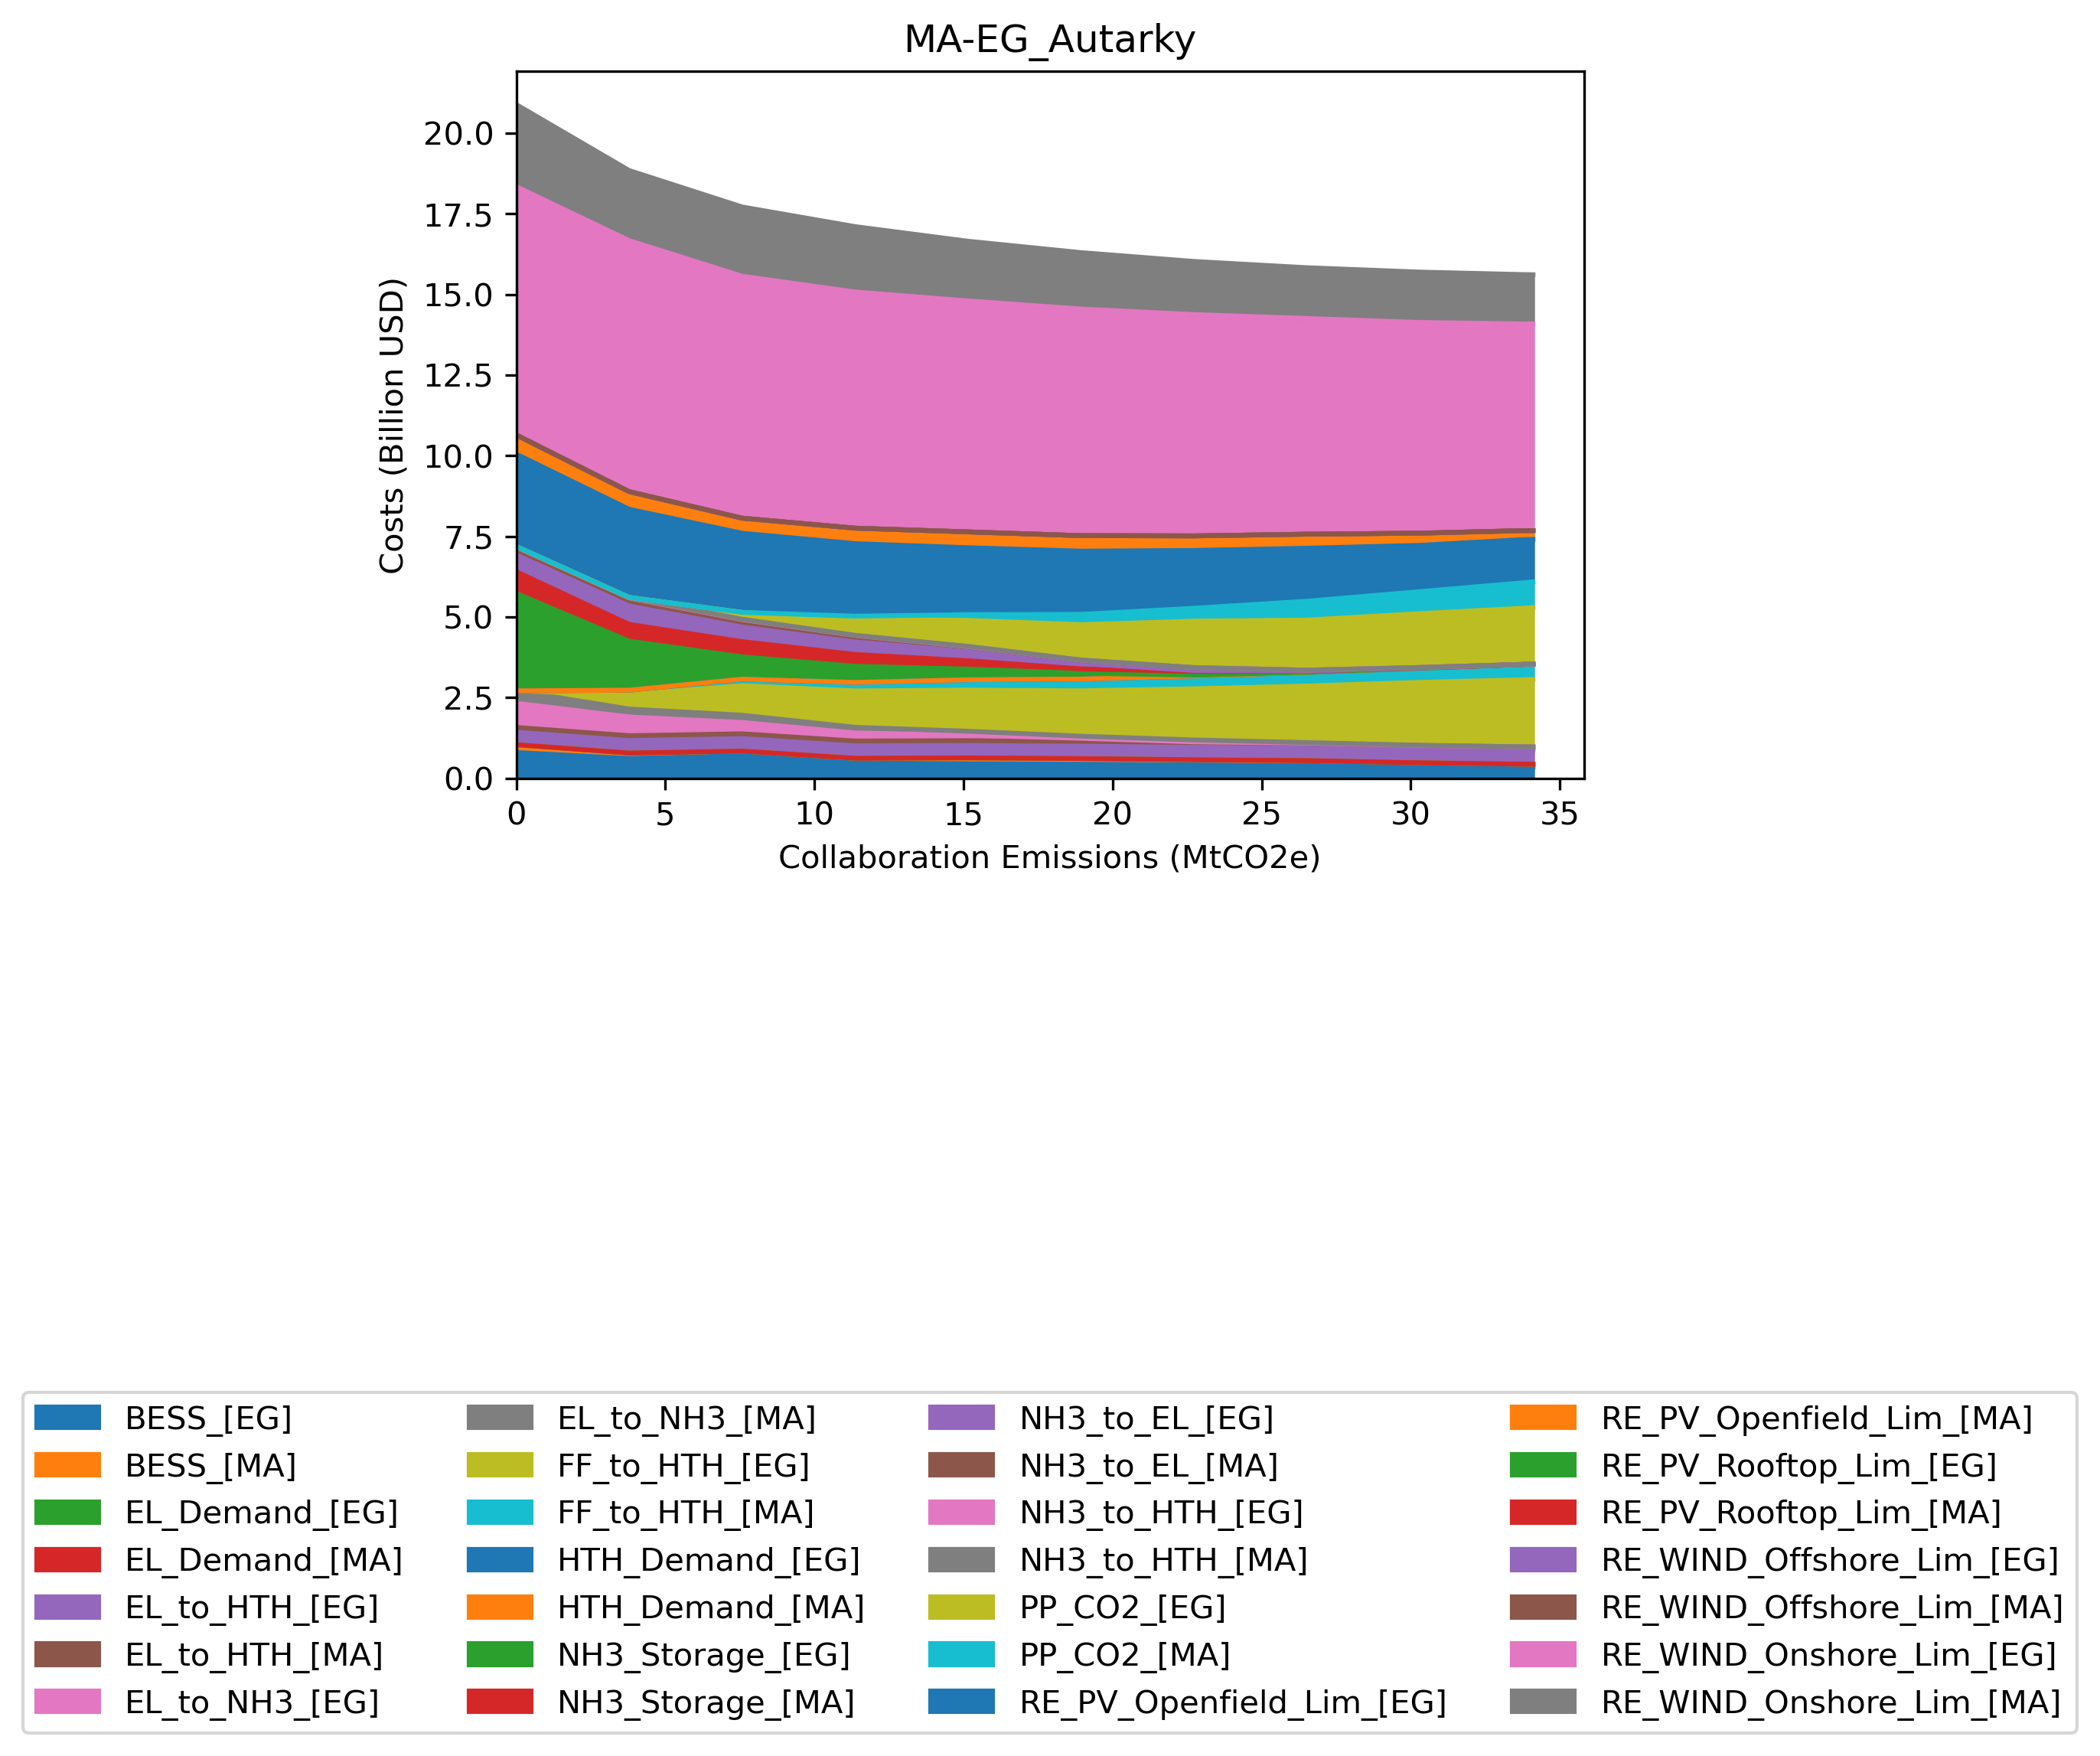 MA-EG_Autarky
Costs (Billion USD)
20.0
17.5
15.0
12.5
10.0
7.5
5.0
2.5
0.0
0 5 10 15 20 25 30 35
Collaboration Emissions (MtCO2e)
BESS_[EG]
BESS_[MA]
EL_Demand_[EG]
EL_Demand_[MA]
EL_to_HTH_[EG]
EL_to_HTH_[MA]
EL_to_NH3_[EG]
EL_to_NH3_[MA]
FF_to_HTH_[EG]
FF_to_HTH_[MA]
HTH_Demand_[EG]
HTH_Demand_[MA]
NH3_Storage_[EG]
NH3_Storage_[MA]
NH3_to_EL_[EG]
NH3_to_EL_[MA]
NH3_to_HTH_[EG]
NH3_to_HTH_[MA]
PP_CO2_[EG]
PP_CO2_[MA]
RE_PV_Openfield_Lim_[EG]
RE_PV_Openfield_Lim_[MA]
RE_PV_Rooftop_Lim_[EG]
RE_PV_Rooftop_Lim_[MA]
RE_WIND_Offshore_Lim_[EG]
RE_WIND_Offshore_Lim_[MA]
RE_WIND_Onshore_Lim_[EG]
RE_WIND_Onshore_Lim_[MA]